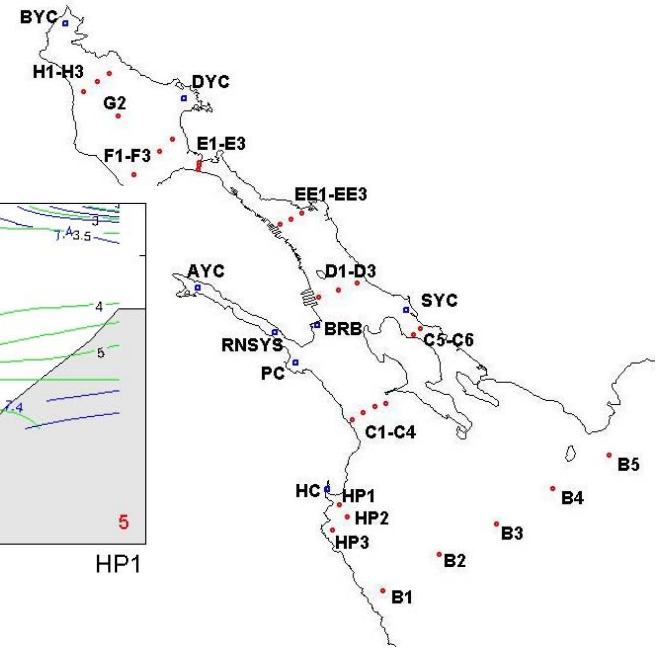 BYC
H1-H3
DYC
G2
E1-E3
F1-F3
EE1-EE3
3
7.4
3.5
AYC
D1-D3
SYC
4
BRB
RNSYS
C5-C6
5
PC
7.4
C1-C4
B5
HC
HP1
B4
HP2
B3
5
HP3
HP1
B2
B1